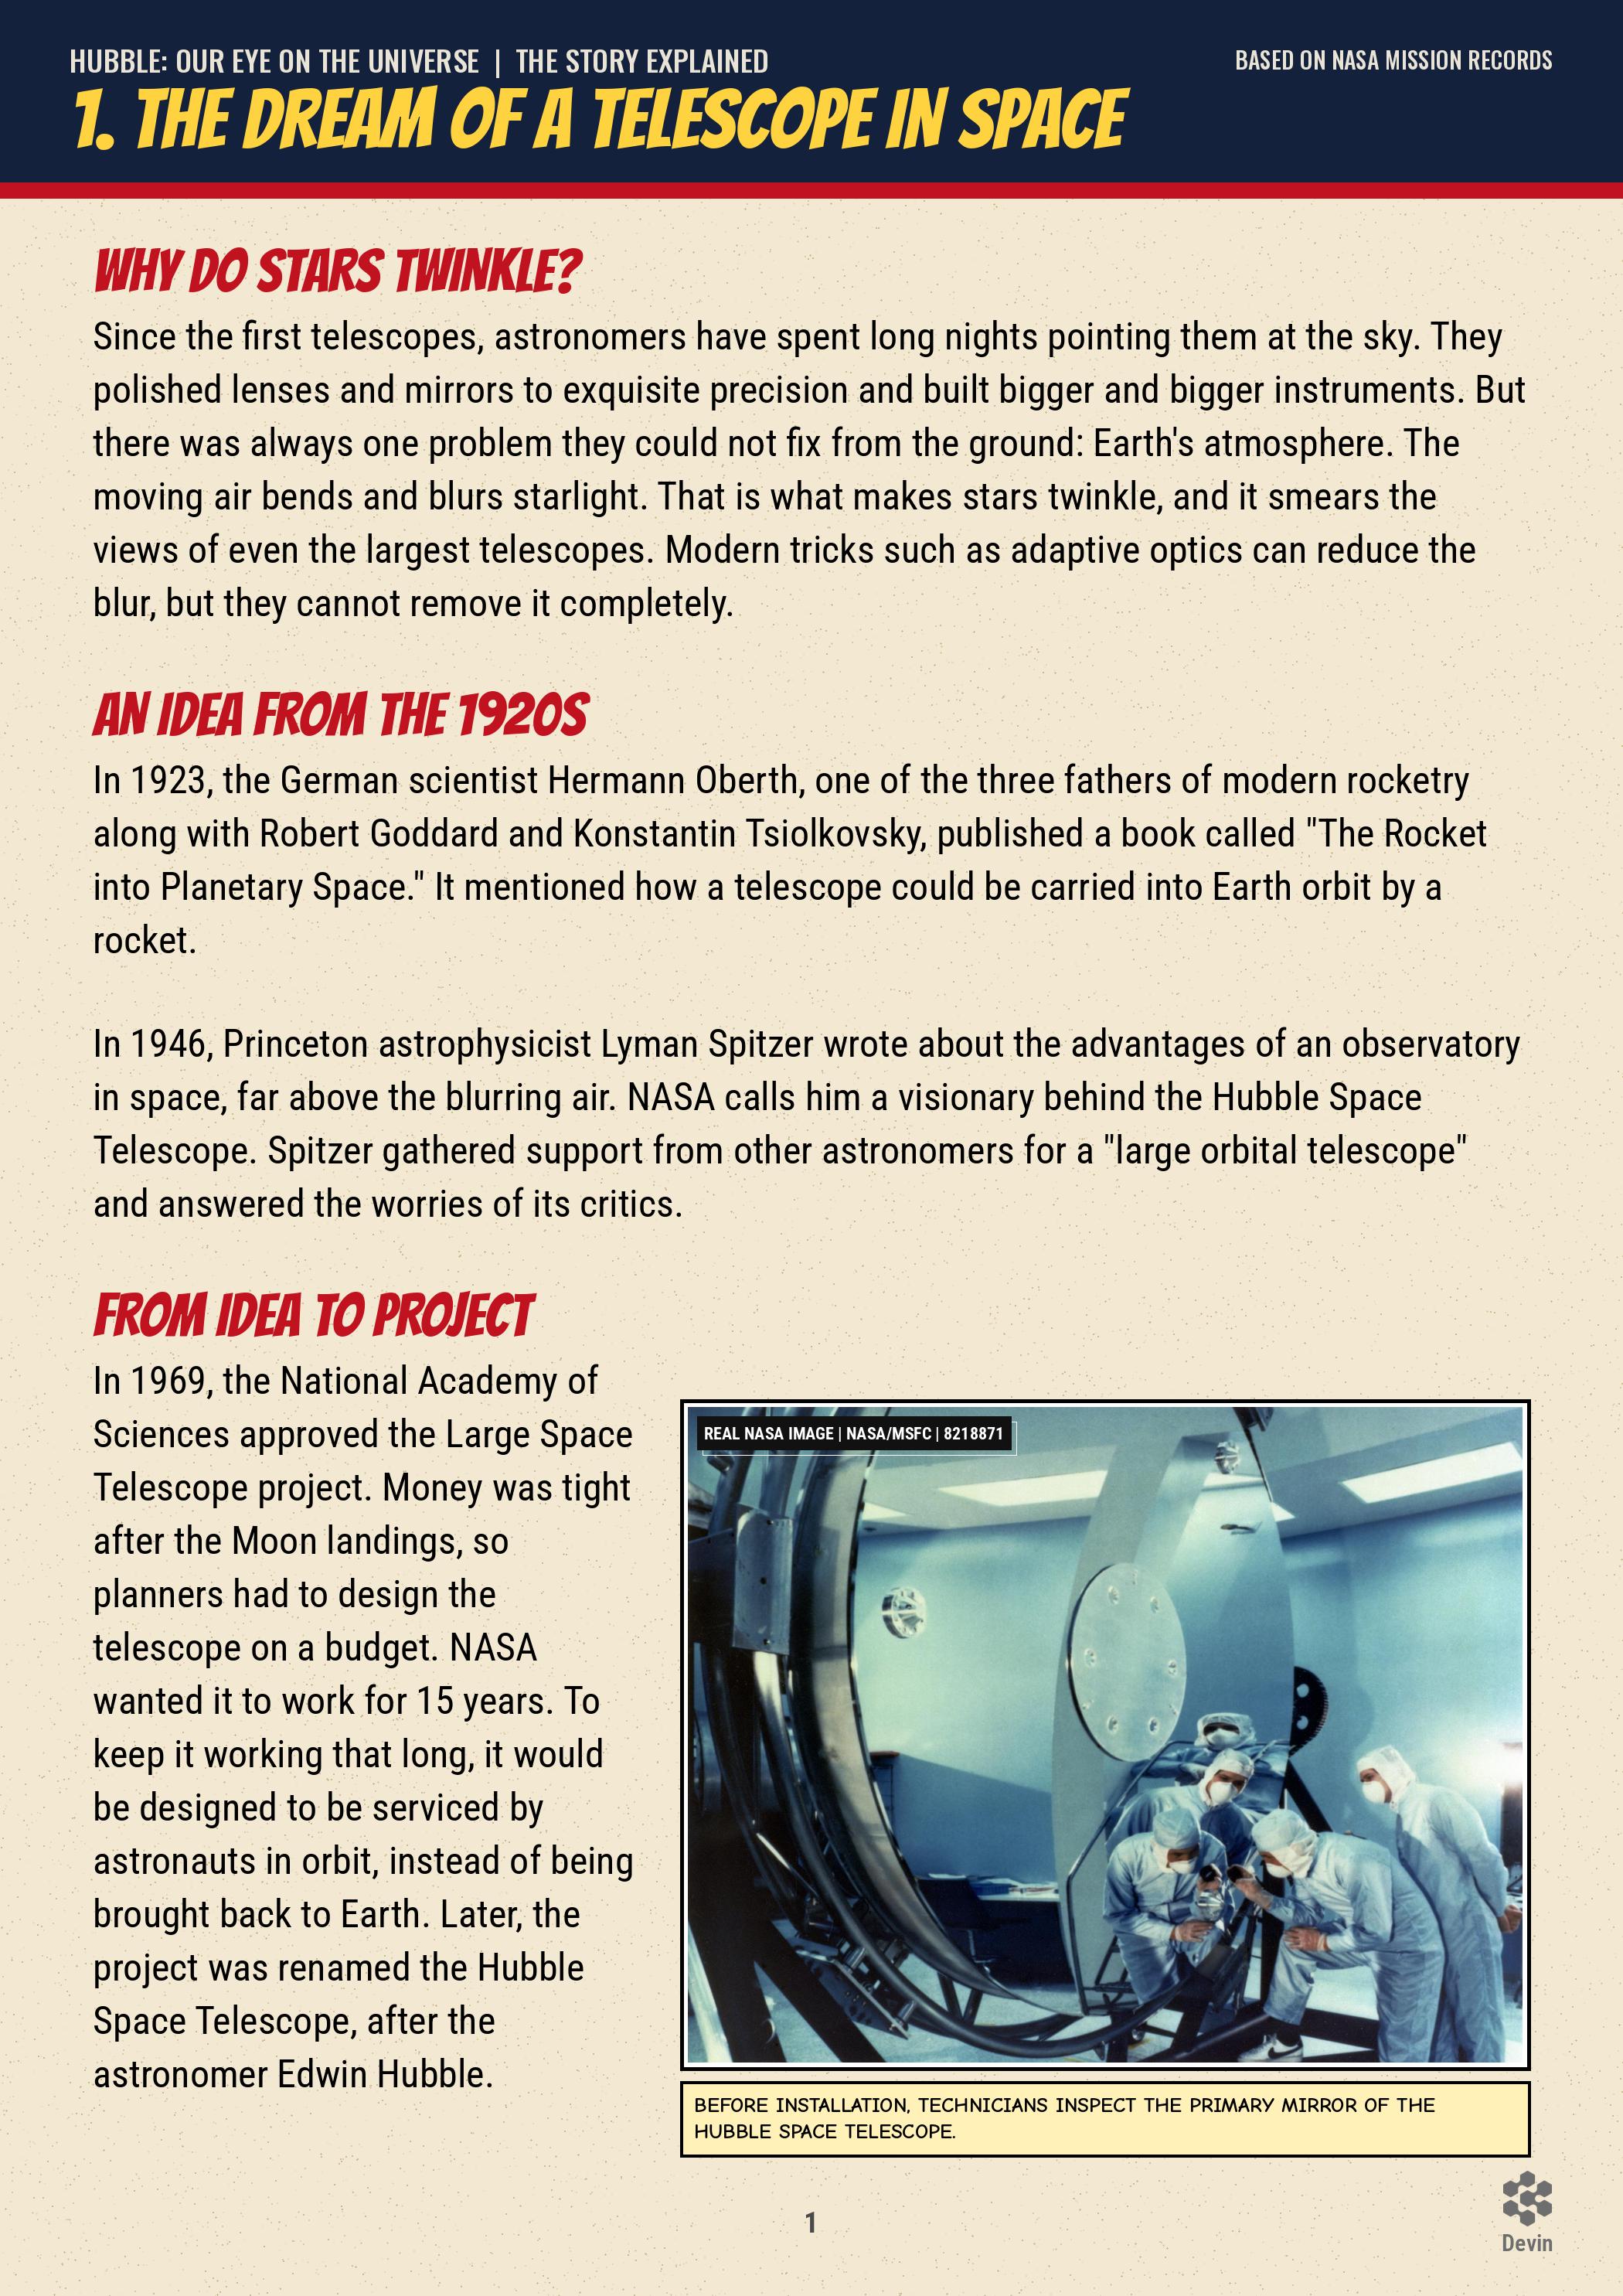 HUBBLE: OUR EYE ON THE UNIVERSE | THE STORY EXPLAINED
BASED ON NASA MISSION RECORDS
1. THE DREAM OF A TELESCOPE IN SPACE
WHY DO STARS TWINKLE?
Since the first telescopes, astronomers have spent long nights pointing them at the sky. They
polished lenses and mirrors to exquisite precision and built bigger and bigger instruments. But
there was always one problem they could not fix from the ground: Earth's atmosphere. The
moving air bends and blurs starlight. That is what makes stars twinkle, and it smears the
views of even the largest telescopes. Modern tricks such as adaptive optics can reduce the
blur, but they cannot remove it completely.
AN IDEA FROM THE 1920S
In 1923, the German scientist Hermann Oberth, one of the three fathers of modern rocketry
along with Robert Goddard and Konstantin Tsiolkovsky, published a book called "The Rocket
into Planetary Space." It mentioned how a telescope could be carried into Earth orbit by a
rocket.
In 1946, Princeton astrophysicist Lyman Spitzer wrote about the advantages of an observatory
in space, far above the blurring air. NASA calls him a visionary behind the Hubble Space
Telescope. Spitzer gathered support from other astronomers for a "large orbital telescope"
and answered the worries of its critics.
FROM IDEA TO PROJECT
In 1969, the National Academy of
Sciences approved the Large Space
Telescope project. Money was tight
after the Moon landings, so
planners had to design the
telescope on a budget. NASA
wanted it to work for 15 years. To
keep it working that long, it would
be designed to be serviced by
astronauts in orbit, instead of being
brought back to Earth. Later, the
project was renamed the Hubble
Space Telescope, after the
astronomer Edwin Hubble.
REAL NASA IMAGE | NASA/MSFC | 8218871
BEFORE INSTALLATION, TECHNICIANS INSPECT THE PRIMARY MIRROR OF THE
HUBBLE SPACE TELESCOPE.
1
Devin